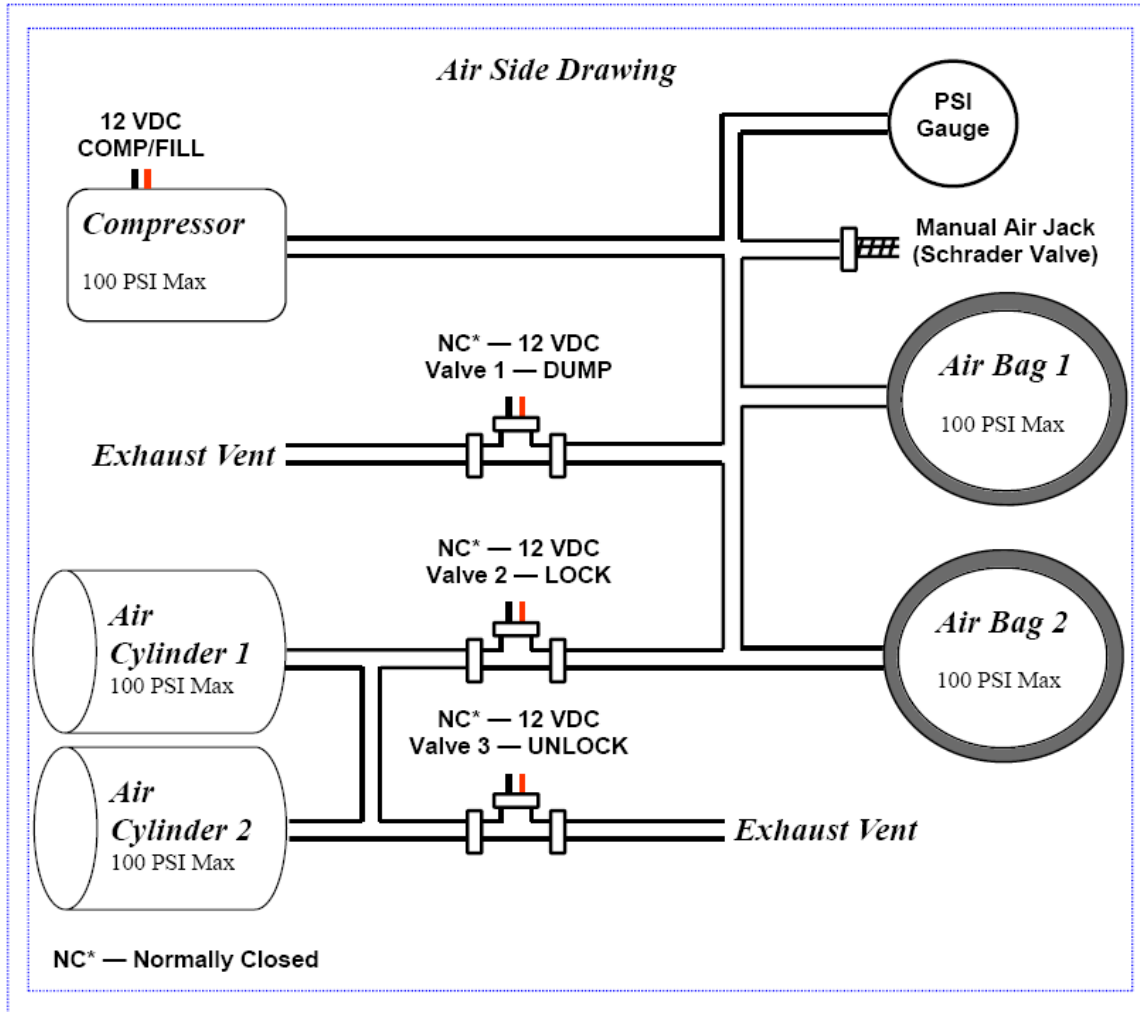 Air Side Drawing
PSI
Gauge
12 VDC
COMP/FILL
Compressor
100 PSI Max
Manual Air Jack
(Schrader Valve)
NC* — 12 VDC
Valve 1 — DUMP
Air Bag 1
100 PSI Max
Exhaust Vent
NC* — 12 VDC
Valve 2 — LOCK
Air
Cylinder 1
100 PSI Max
Air Bag 2
100 PSI Max
NC* — 12 VDC
Valve 3 — UNLOCK
Air
Cylinder 2
100 PSI Max
Exhaust Vent
NC* — Normally Closed